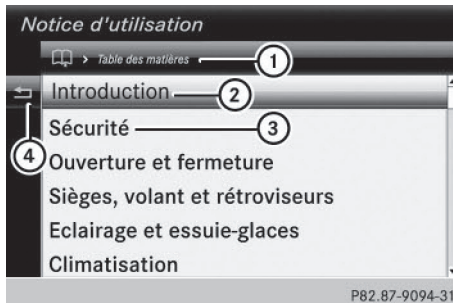 Notice d'utilisation
> Table des matières 1
Introduction 2
Sécurité 3
4
Ouverture et fermeture
Sièges, volant et rétroviseurs
Eclairage et essuie-glaces
Climatisation
P82.87-9094-31